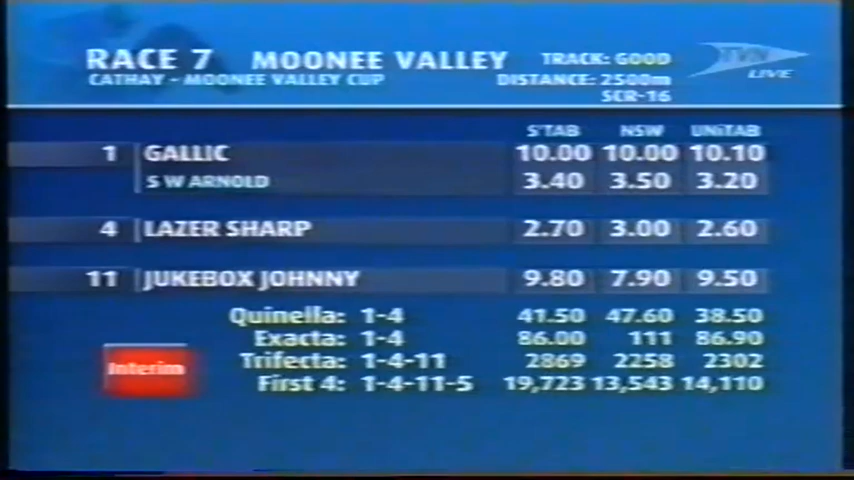 RACE 7 MOONEE VALLEY TRACK: GOOD
CATHAY - MOONEE VALLEY CUP DISTANCE: 2500m
SCR-16
TVN LIVE
S'TAB NSW UNiTAB
1 GALLIC 10.00 10.00 10.10
S W ARNOLD 3.40 3.50 3.20
4 LAZER SHARP 2.70 3.00 2.60
11 JUKEBOX JOHNNY 9.80 7.90 9.50
Quinella: 1-4 41.50 47.60 38.50
Exacta: 1-4 86.00 111 86.90
Trifecta: 1-4-11 2869 2258 2302
First 4: 1-4-11-5 19,723 13,543 14,110
Interim